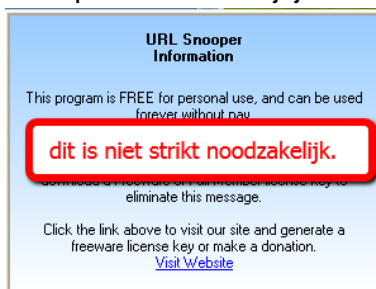 URL Snooper
Information
This program is FREE for personal use, and can be used
forever without pay
dit is niet strikt noodzakelijk.
download a Freeware or Full Member license key to
eliminate this message.
Click the link above to visit our site and generate a
freeware license key or make a donation.
Visit Website